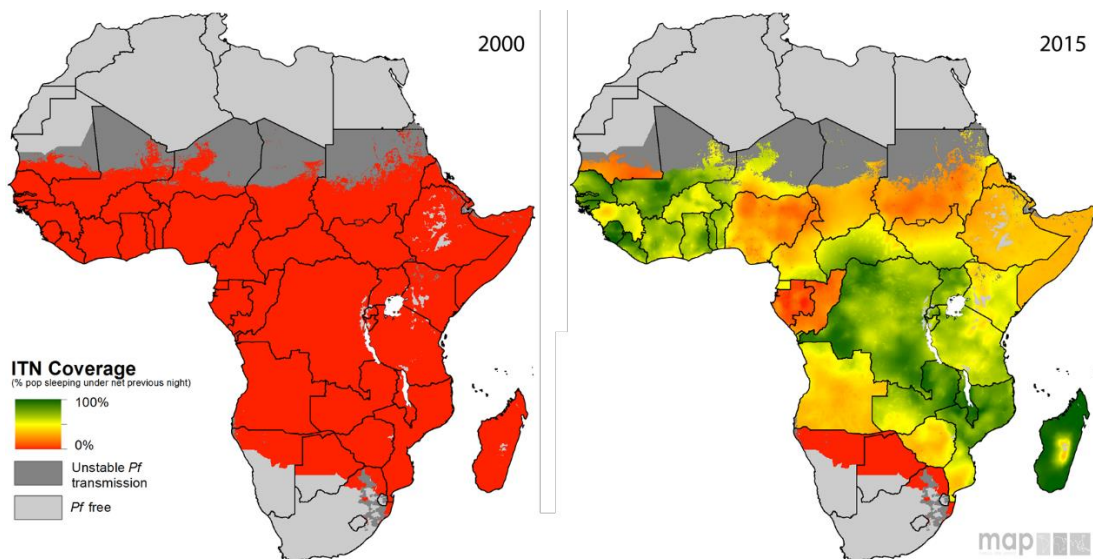 2000
2015
ITN Coverage
(% pop sleeping under net previous night)
100%
0%
Unstable Pf
transmission
Pf free
map